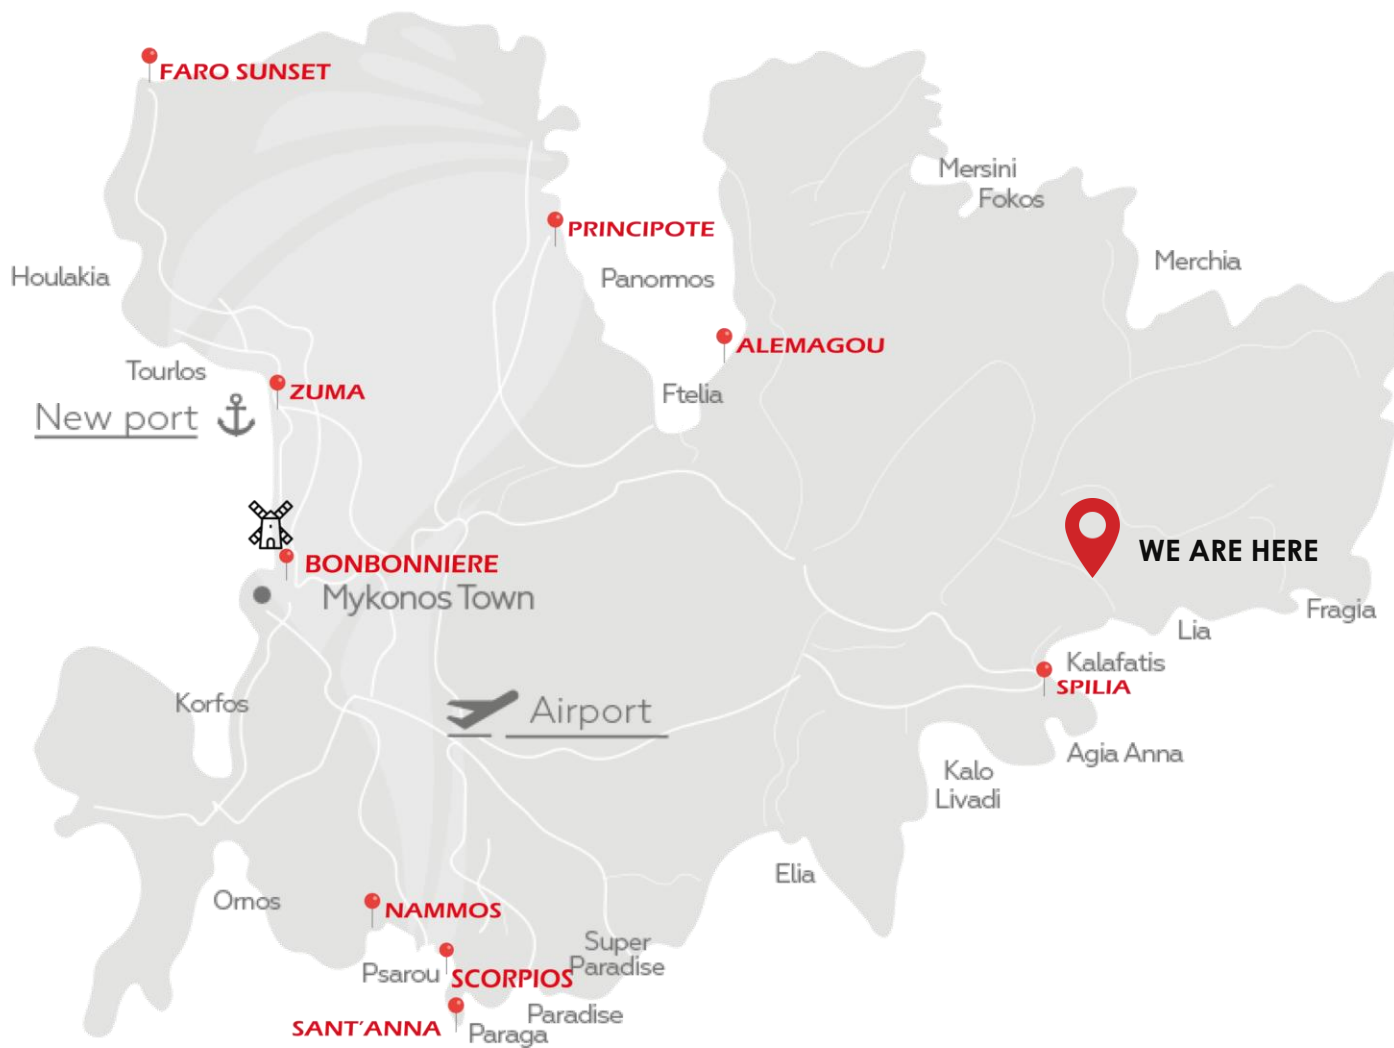 FARO SUNSET
Mersini
Fokos
PRINCIPOTE
Merchia
Houlakia
Panormos
ALEMAGOU
Tourlos
ZUMA
Ftelia
New port
WE ARE HERE
BONBONNIERE
Mykonos Town
Fragia
Lia
Kalafatis
SPILIA
Korfos
Airport
Agia Anna
Kalo
Livadi
Elia
Ornos
NAMMOS
Super
Paradise
Psarou
SCORPIOS
Paradise
SANT'ANNA
Paraga